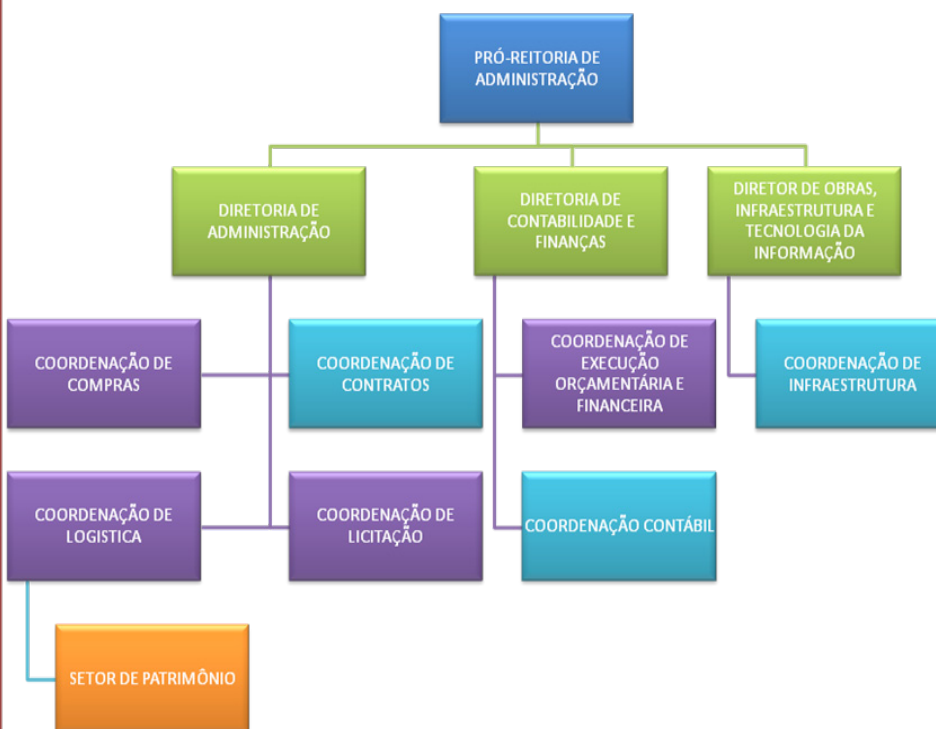 PRÓ-REITORIA DE
ADMINISTRAÇÃO
DIRETORIA DE
ADMINISTRAÇÃO
DIRETORIA DE
CONTABILIDADE E
FINANÇAS
DIRETOR DE OBRAS,
INFRAESTRUTURA E
TECNOLOGIA DA
INFORMAÇÃO
COORDENAÇÃO DE
COMPRAS
COORDENAÇÃO DE
CONTRATOS
COORDENAÇÃO DE
EXECUÇÃO
ORÇAMENTÁRIA E
FINANCEIRA
COORDENAÇÃO DE
INFRAESTRUTURA
COORDENAÇÃO DE
LOGISTICA
COORDENAÇÃO DE
LICITAÇÃO
COORDENAÇÃO CONTÁBIL
SETOR DE PATRIMÔNIO